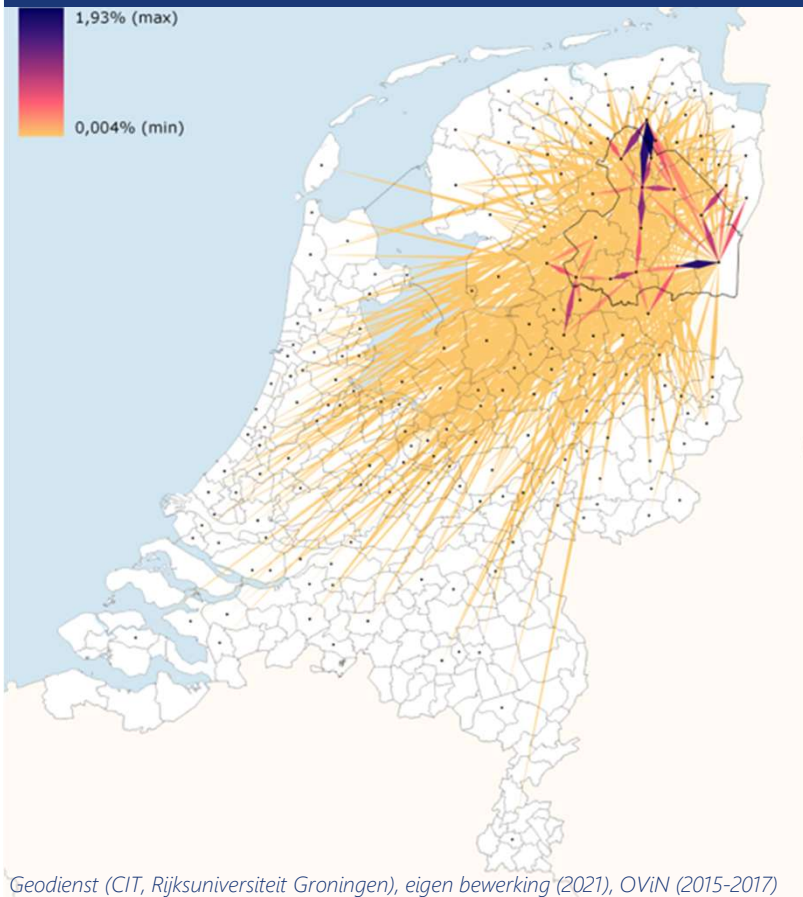 1,93% (max)
0,004% (min)
Geodienst (CIT, Rijksuniversiteit Groningen), eigen bewerking (2021), OViN (2015-2017)